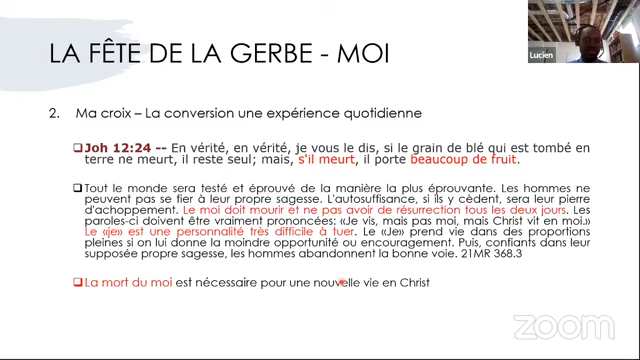 Lucien
LA FÊTE DE LA GERBE - MOI
2. Ma croix – La conversion une expérience quotidienne
Joh 12:24 -- En vérité, en vérité, je vous le dis, si le grain de blé qui est tombé en
terre ne meurt, il reste seul; mais, s'il meurt, il porte beaucoup de fruit.
Tout le monde sera testé et éprouvé de la manière la plus éprouvante. Les hommes ne
peuvent pas se fier à leur propre sagesse. L'autosuffisance, si ils y cèdent, sera leur pierre
d'achoppement. Le moi doit mourir et ne pas avoir de résurrection tous les deux jours. Les
paroles-ci doivent être vraiment prononcées: «Je vis, mais pas moi, mais Christ vit en moi.»
Le «je» est une personnalité très difficile à tuer. Le «Je» prend vie dans des proportions
pleines si on lui donne la moindre opportunité ou encouragement. Puis, confiants dans leur
supposée propre sagesse, les hommes abandonnent la bonne voie. 21MR 368.3
La mort du moi est nécessaire pour une nouvelle vie en Christ
zoom